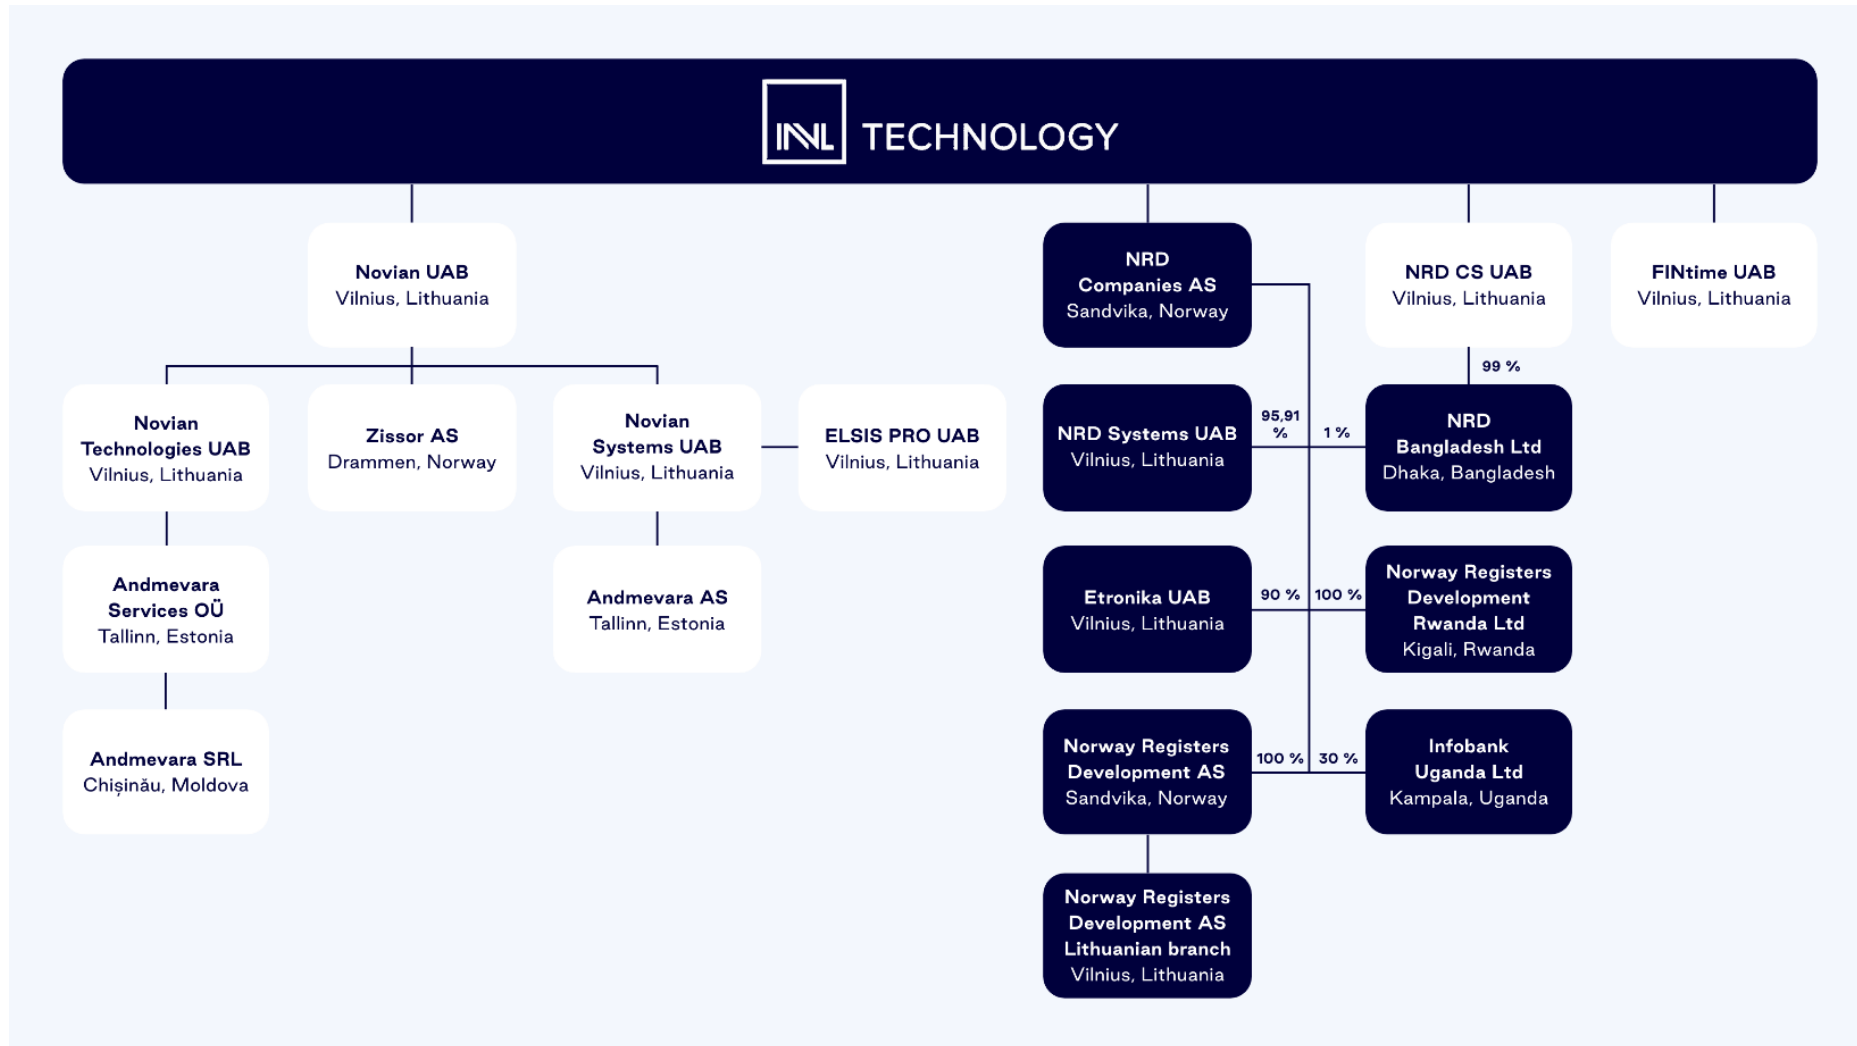 INVL TECHNOLOGY
Novian UAB
Vilnius, Lithuania
NRD
Companies AS
Sandvika, Norway
NRD CS UAB
Vilnius, Lithuania
FINtime UAB
Vilnius, Lithuania
99 %
Novian
Technologies UAB
Vilnius, Lithuania
Zissor AS
Drammen, Norway
Novian
Systems UAB
Vilnius, Lithuania
ELSIS PRO UAB
Vilnius, Lithuania
NRD Systems UAB
Vilnius, Lithuania
95,91
%
1 %
NRD
Bangladesh Ltd
Dhaka, Bangladesh
Andmevara
Services OÜ
Tallinn, Estonia
Andmevara AS
Tallinn, Estonia
Etronika UAB
Vilnius, Lithuania
90 %
100 %
Norway Registers
Development
Rwanda Ltd
Kigali, Rwanda
Andmevara SRL
Chișinău, Moldova
Norway Registers
Development AS
Sandvika, Norway
100 %
30 %
Infobank
Uganda Ltd
Kampala, Uganda
Norway Registers
Development AS
Lithuanian branch
Vilnius, Lithuania